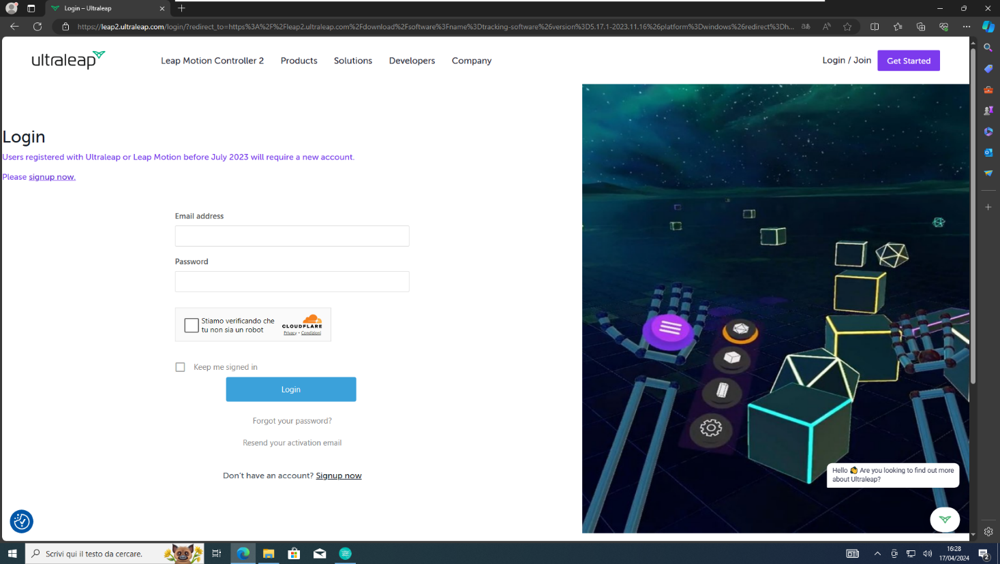 Login – Ultraleap
https://leap2.ultraleap.com/login/?redirect_to=https%3A%2F%2Fleap2.ultraleap.com%2Fdownload%2Fsoftware%3Fname%3Dtracking-software%26version%3D5.17.1-2023.11.16%26platform%3Dwindows%26redirect%3Dh...
ultraleap
Leap Motion Controller 2
Products
Solutions
Developers
Company
Login / Join
Get Started
Login
Users registered with Ultraleap or Leap Motion before July 2023 will require a new account.
Please signup now.
Email address
Password
Stiamo verificando che
tu non sia un robot
CLOUDFLARE
Privacy • Condizioni
Keep me signed in
Login
Forgot your password?
Resend your activation email
Don't have an account? Signup now
Hello 👋 Are you looking to find out more
about Ultraleap?
Scrivi qui il testo da cercare.
16:28
17/04/2024
2